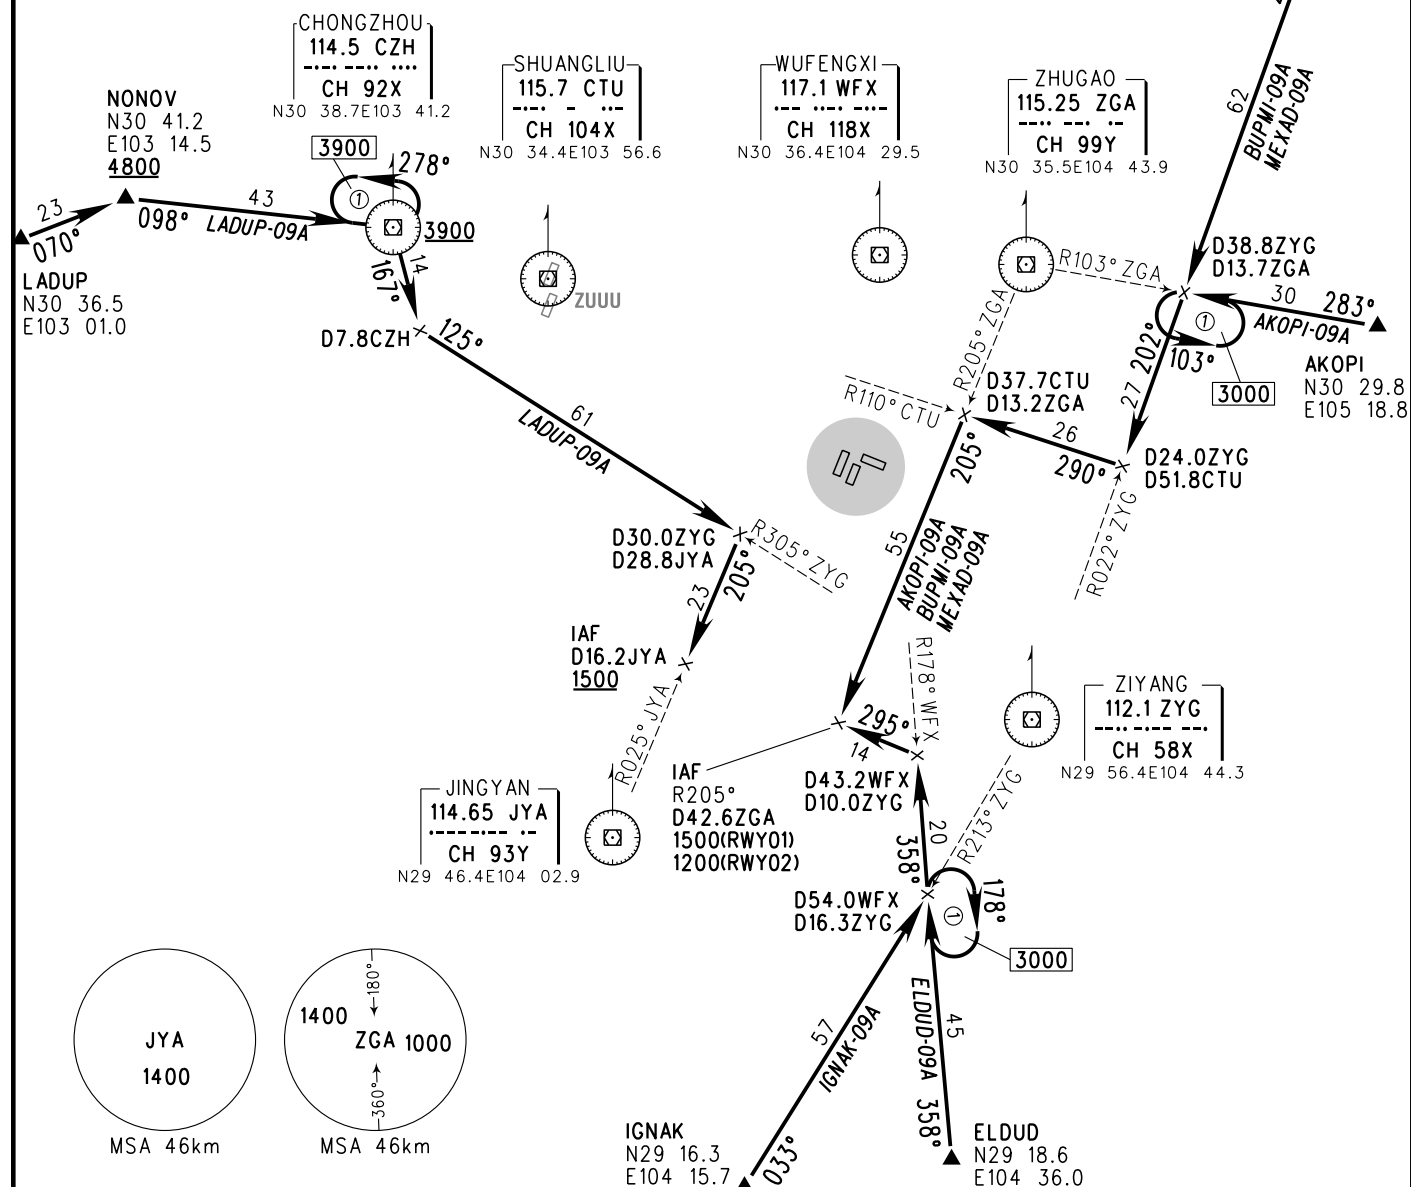 CHONGZHOU
114.5 CZH
CH 92X
N30 38.7E103 41.2
SHUANGLIU
115.7 CTU
CH 104X
N30 34.4E103 56.6
WUFENGXI
117.1 WFX
CH 118X
N30 36.4E104 29.5
ZHUGAO
115.25 ZGA
CH 99Y
N30 35.5E104 43.9
62
BUPMI-09A
MEXAD-09A
NONOV
N30 41.2
E103 14.5
4800
3900
278°
1
23
070°
098°
43
LADUP-09A
3900
LADUP
N30 36.5
E103 01.0
14
167°
ZUUU
D7.8CZH
125°
61
LADUP-09A
R103°ZGA
D38.8ZYG
D13.7ZGA
30
283°
AKOPI-09A
1
103°
3000
AKOPI
N30 29.8
E105 18.8
202°
27
R205°ZGA
R110°CTU
D37.7CTU
D13.2ZGA
26
290°
D24.0ZYG
D51.8CTU
R022°ZYG
205°
55
AKOPI-09A
BUPMI-09A
MEXAD-09A
D30.0ZYG
D28.8JYA
R305°ZYG
205°
23
IAF
D16.2JYA
1500
R025°JYA
R178°WFX
295°
14
ZIYANG
112.1 ZYG
CH 58X
N29 56.4E104 44.3
JINGYAN
114.65 JYA
CH 93Y
N29 46.4E104 02.9
IAF
R205°
D42.6ZGA
1500(RWY01)
1200(RWY02)
D43.2WFX
D10.0ZYG
R213°ZYG
20
358°
D54.0WFX
D16.3ZYG
178°
1
3000
57
IGNAK-09A
ELDUD-09A
45
358°
033°
JYA
1400
MSA 46km
180°
1400
ZGA 1000
360°
MSA 46km
IGNAK
N29 16.3
E104 15.7
ELDUD
N29 18.6
E104 36.0